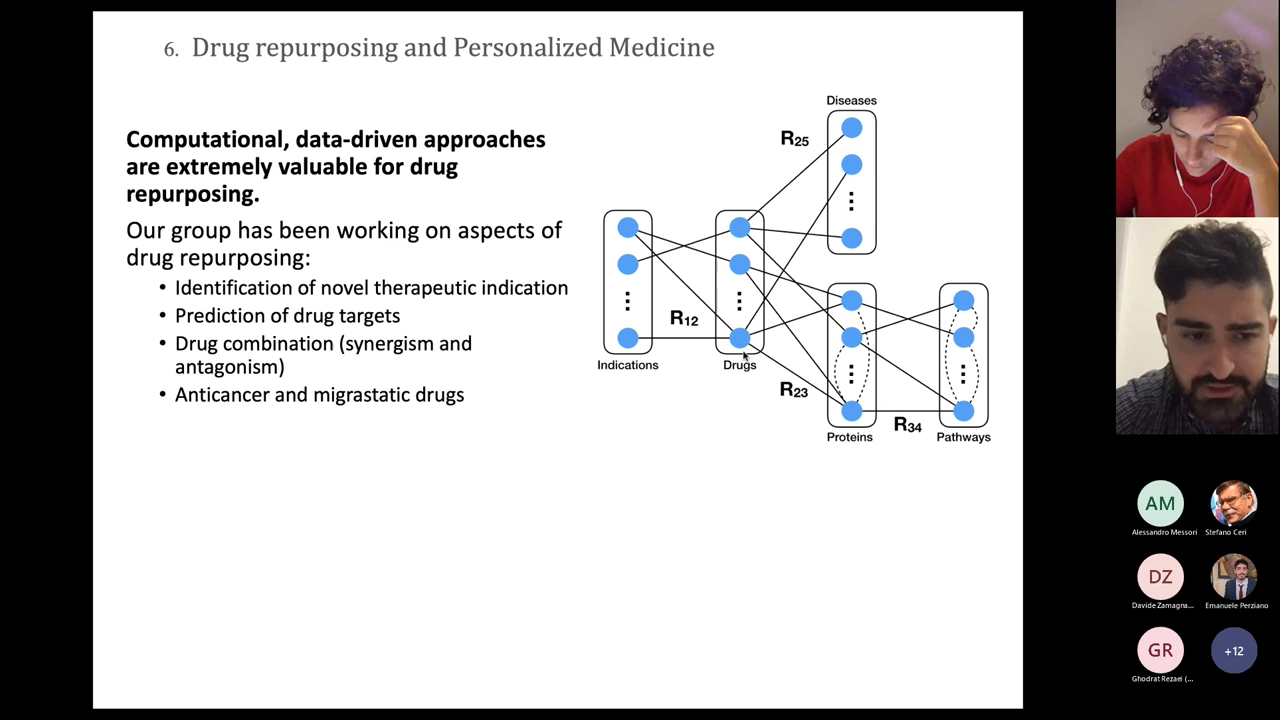 6. Drug repurposing and Personalized Medicine
Computational, data-driven approaches
are extremely valuable for drug
repurposing.
Our group has been working on aspects of
drug repurposing:
• Identification of novel therapeutic indication
• Prediction of drug targets
• Drug combination (synergism and
antagonism)
• Anticancer and migrastatic drugs
Diseases
R25
R12
Indications
Drugs
R23
R34
Proteins
Pathways
AM
Alessandro Messori
Stefano Ceri
DZ
Davide Zamagna...
Emanuele Perziano
GR
Ghodrat Rezaei (...
+12